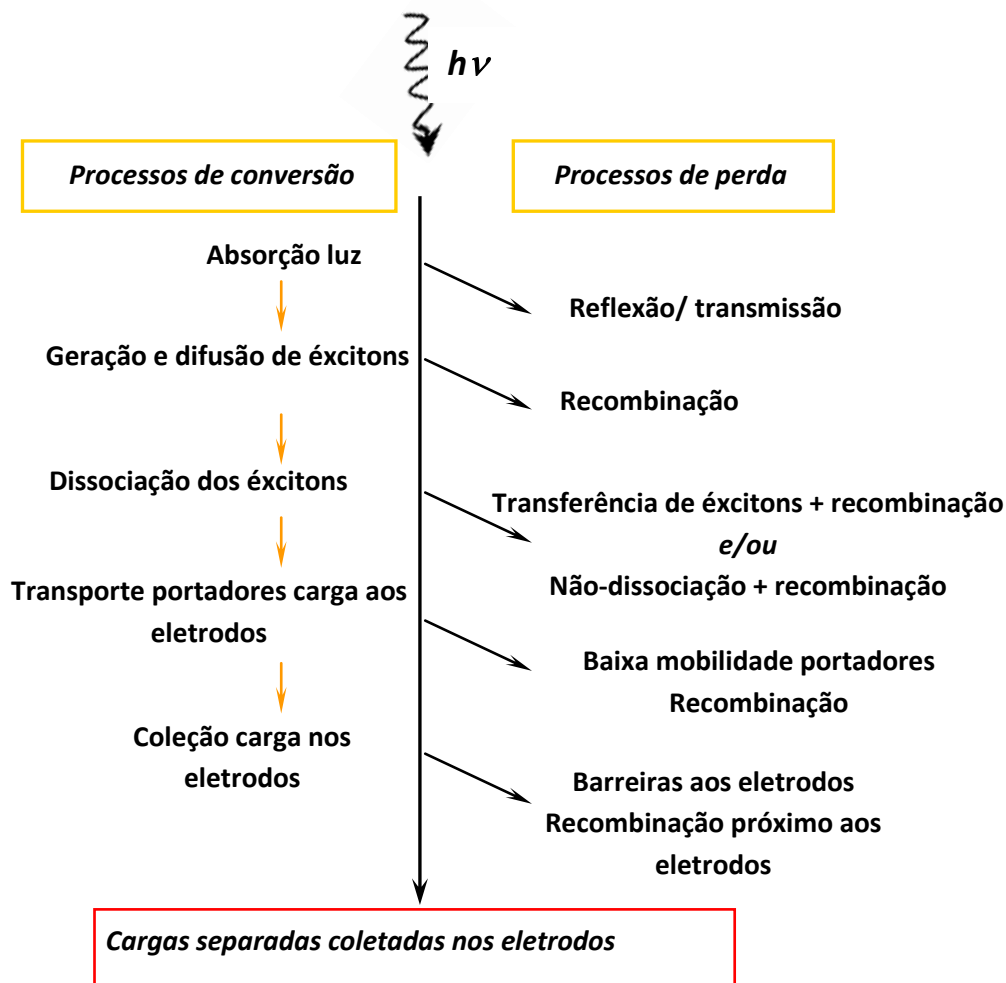 hν
Processos de conversão
Processos de perda
Absorção luz
Reflexão/ transmissão
Geração e difusão de éxcitons
Recombinação
Dissociação dos éxcitons
Transferência de éxcitons + recombinação
e/ou
Não-dissociação + recombinação
Transporte portadores carga aos
eletrodos
Baixa mobilidade portadores
Recombinação
Coleção carga nos
eletrodos
Barreiras aos eletrodos
Recombinação próximo aos
eletrodos
Cargas separadas coletadas nos eletrodos